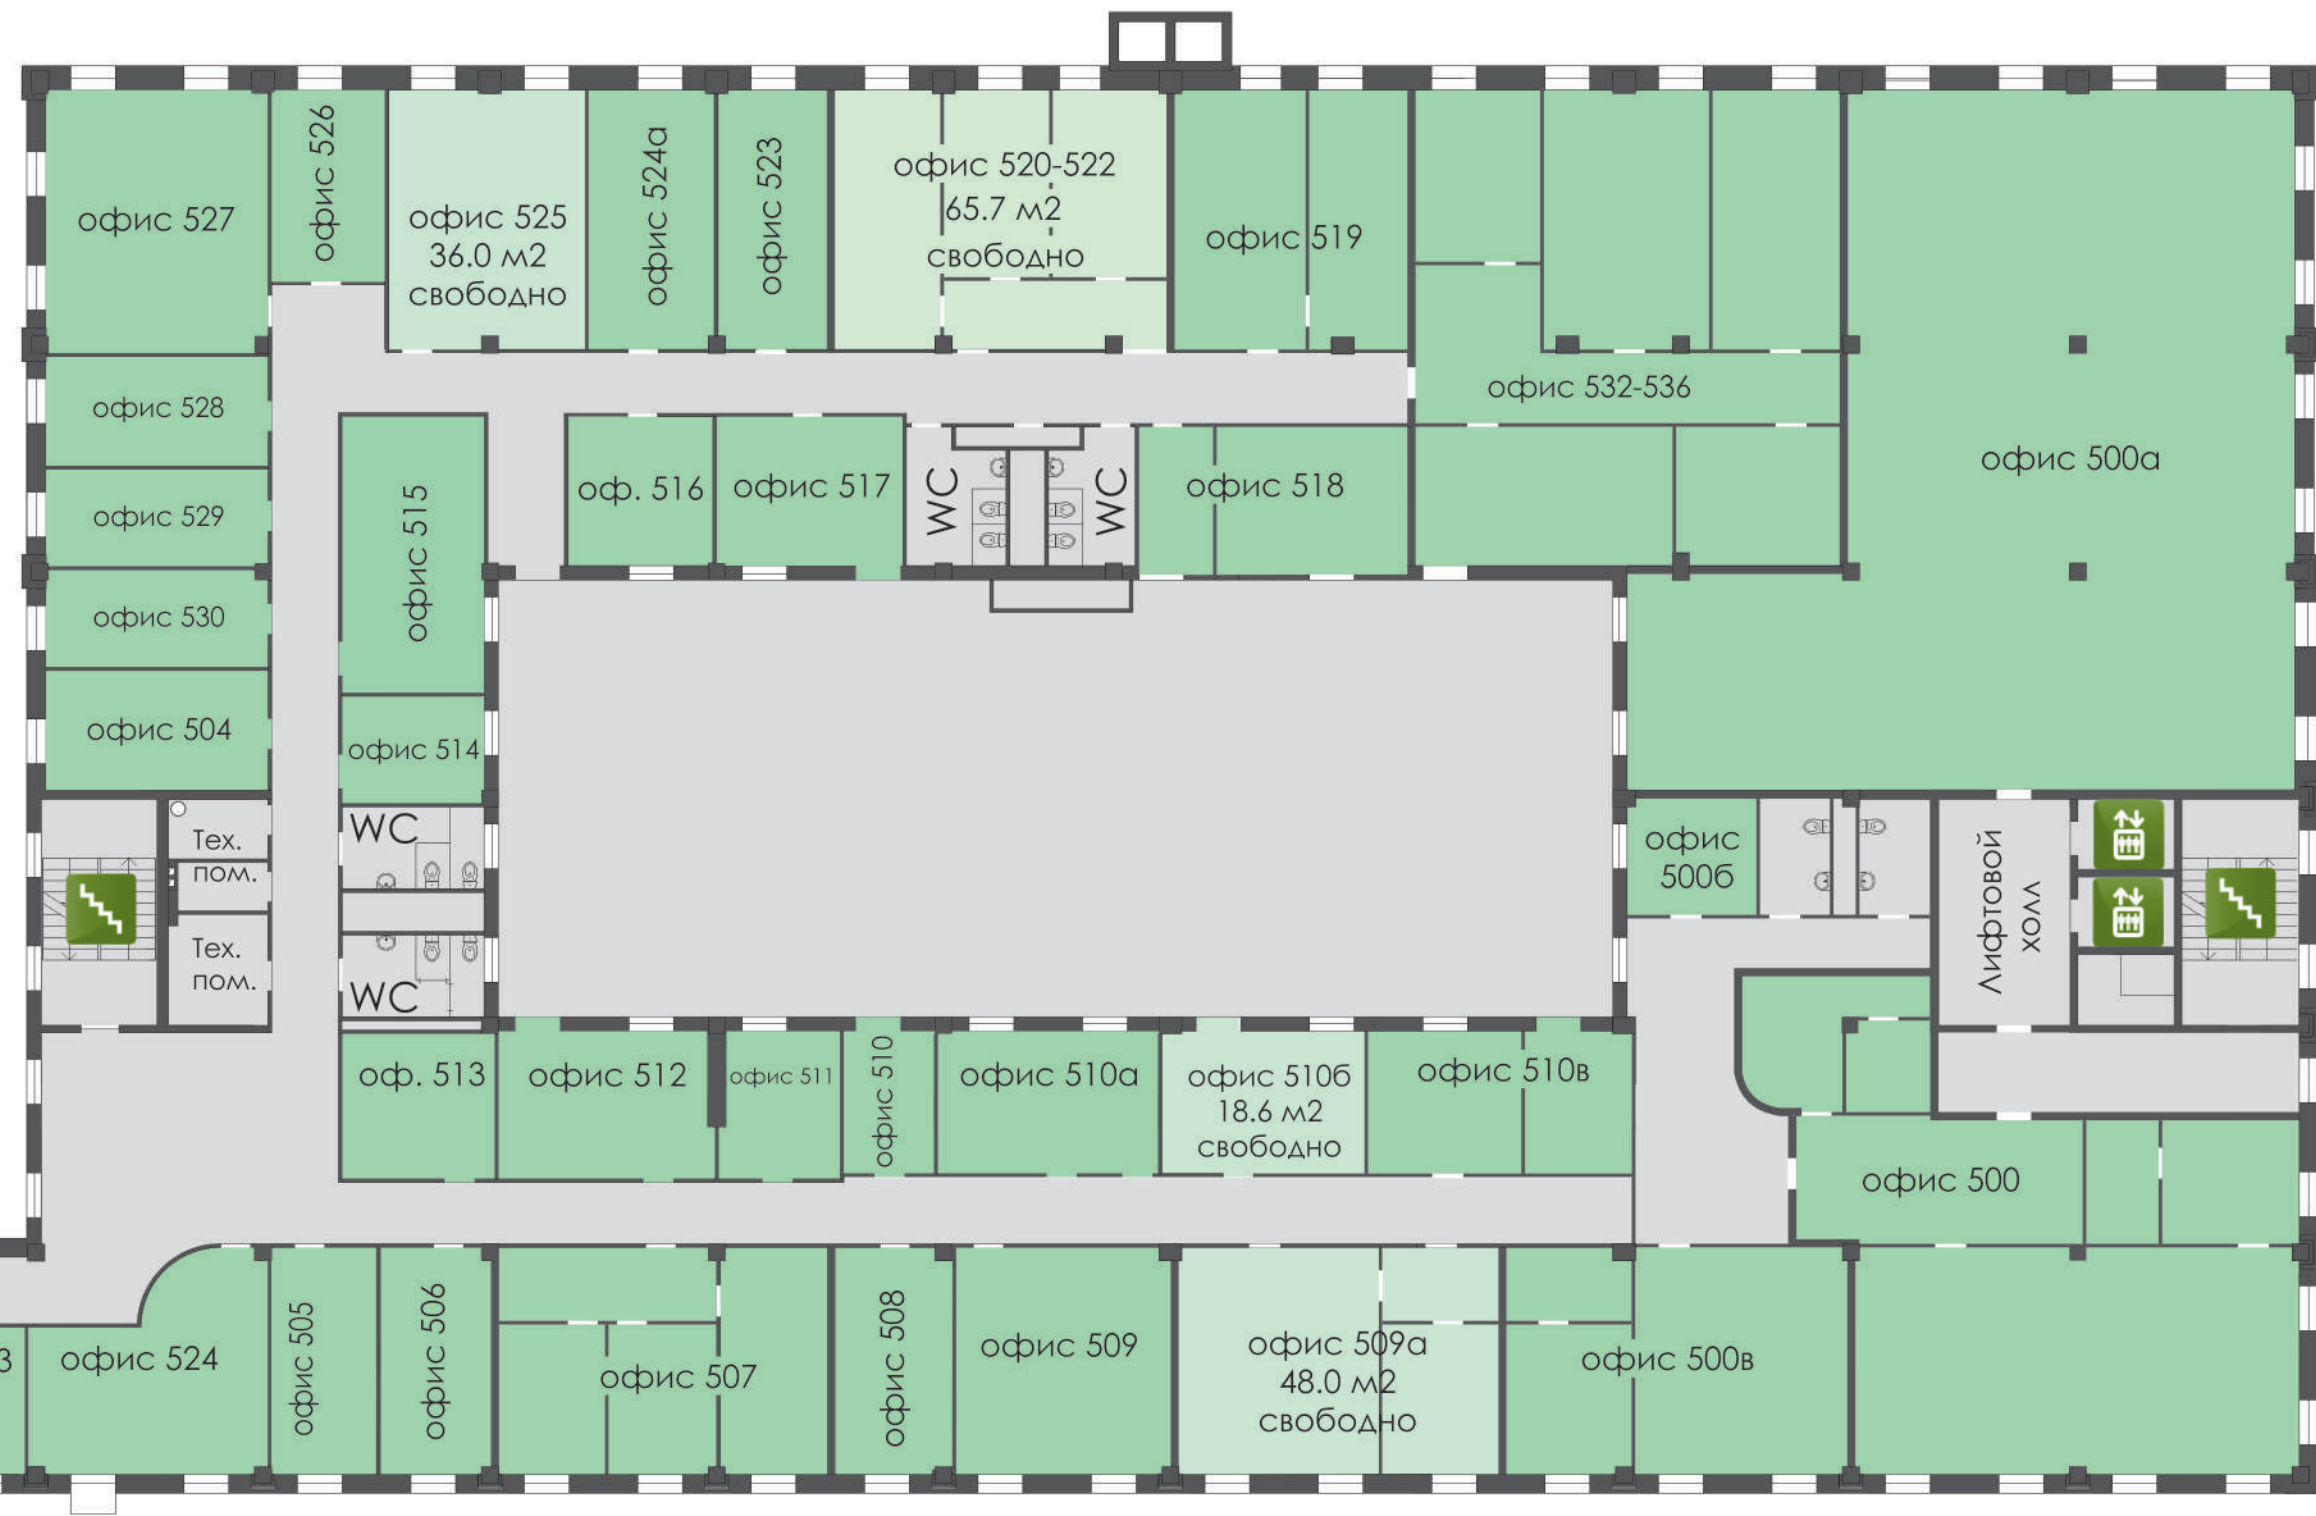 офис 527
офис 526
офис 525
36.0 м2
свободно
офис 524а
офис 523
офис 520-522
65.7 м2
свободно
офис 519
офис 532-536
офис 500а
офис 528
офис 529
офис 530
офис 504
офис 515
офис 514
оф. 516
офис 517
WC
WC
офис 518
Тех.
пом.
Тех.
пом.
WC
WC
офис
500б
Лифтовой
холл
оф. 513
офис 512
офис 511
офис 510
офис 510а
офис 510б
18.6 м2
свободно
офис 510в
офис 500
3
офис 524
офис 505
офис 506
офис 507
офис 508
офис 509
офис 509а
48.0 м2
свободно
офис 500в